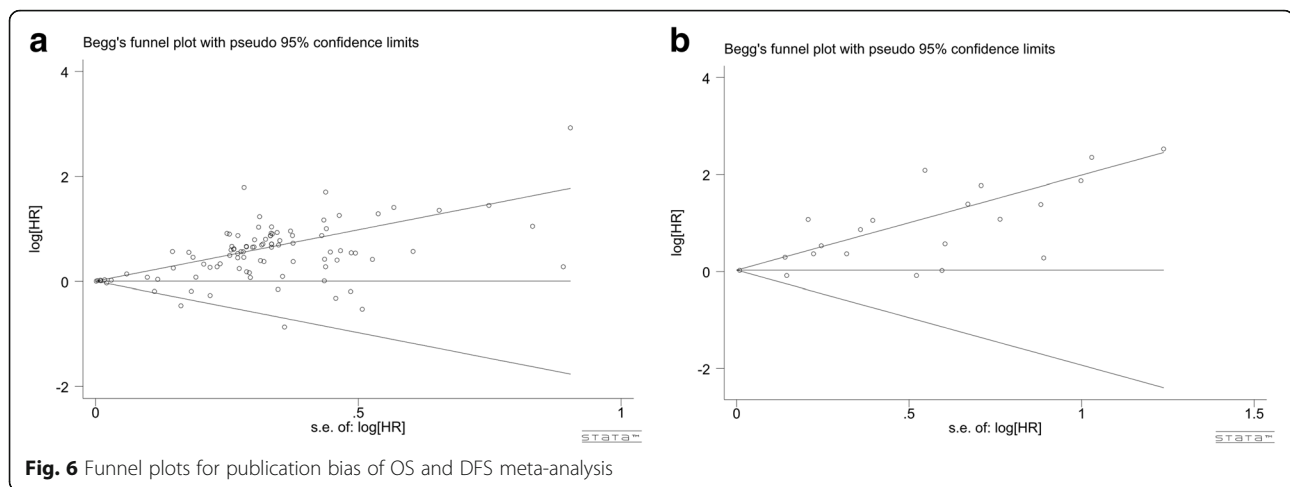 a
Begg's funnel plot with pseudo 95% confidence limits
4
2
0
-2
log[HR]
0
.5
1
s.e. of: log[HR]
STATA™
b
Begg's funnel plot with pseudo 95% confidence limits
4
2
0
-2
log[HR]
0
.5
1
1.5
s.e. of: log[HR]
STATA™
Fig. 6 Funnel plots for publication bias of OS and DFS meta-analysis